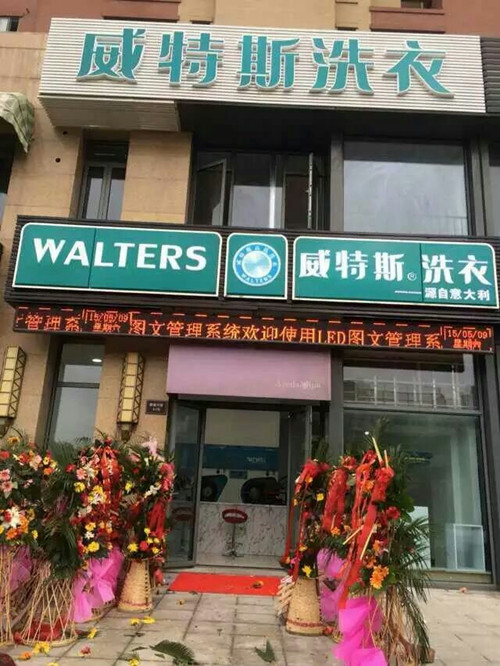 威特斯洗衣
WALTERS
WALTERS
威特斯® 洗衣
——源自意大利
文管理系 15/05/09 星期六 图文管理系统欢迎使用LED图文管理系 15/05/09 星期六